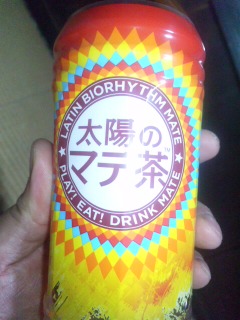 LATIN BIORHYTHM MATE
太陽の
マテ茶
PLAY! EAT! DRINK MATE